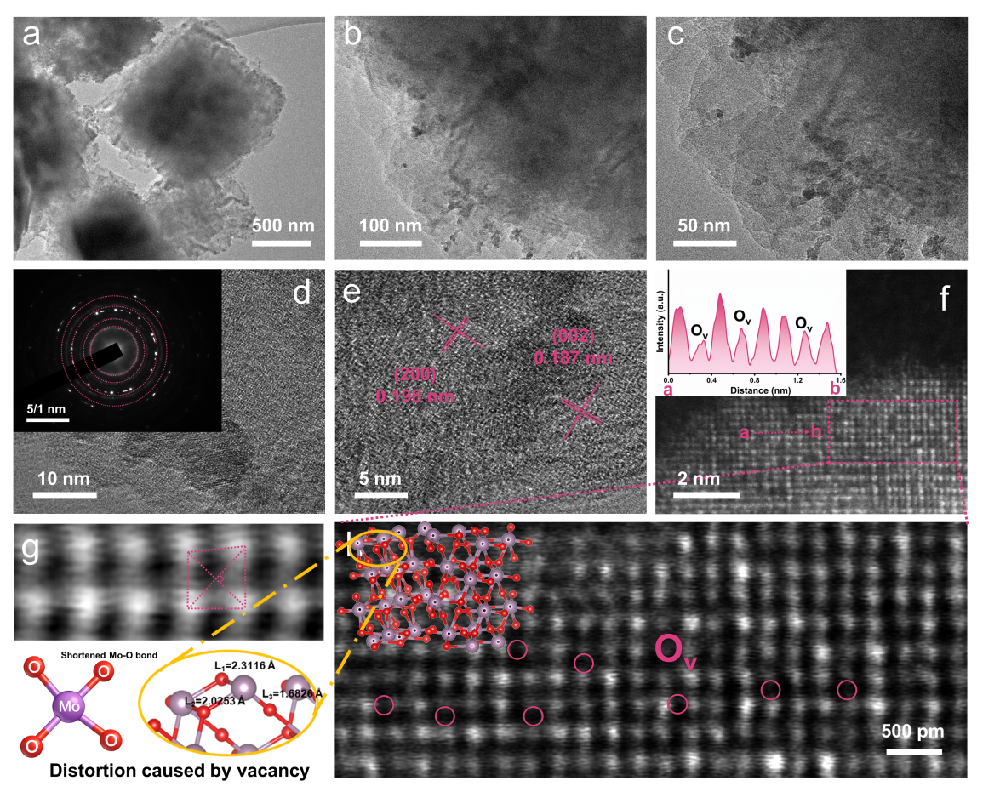 a
500 nm
b
100 nm
c
50 nm
d
5/1 nm
10 nm
e
(200)
0.198 nm
(002)
0.187 nm
5 nm
f
Intensity (a.u.)
Ov
Ov
Ov
0.0 0.4 0.8 1.2 1.6
Distance (nm)
a
b
a
b
2 nm
g
Shortened Mo-O bond
O
O
Mo
O
O
L1=2.3116 Å
L2=2.0253 Å
L3=1.6826 Å
Distortion caused by vacancy
Ov
500 pm